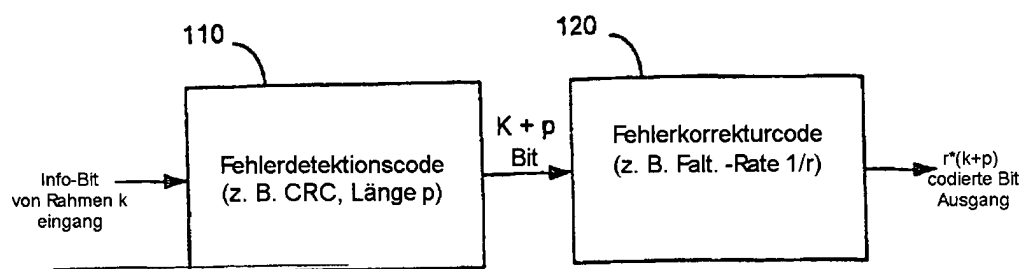 110
120
Info-Bit
von Rahmen k
eingang
Fehlerdetektionscode
(z. B. CRC, Länge p)
K + p
Bit
Fehlerkorrekturcode
(z. B. Falt. -Rate 1/r)
r*(k+p)
codierte Bit
Ausgang